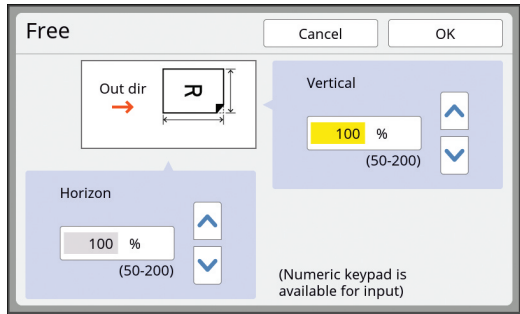 Free
Cancel
OK
Out dir
R
Vertical
100 %
(50-200)
Horizon
100 %
(50-200)
(Numeric keypad is
available for input)